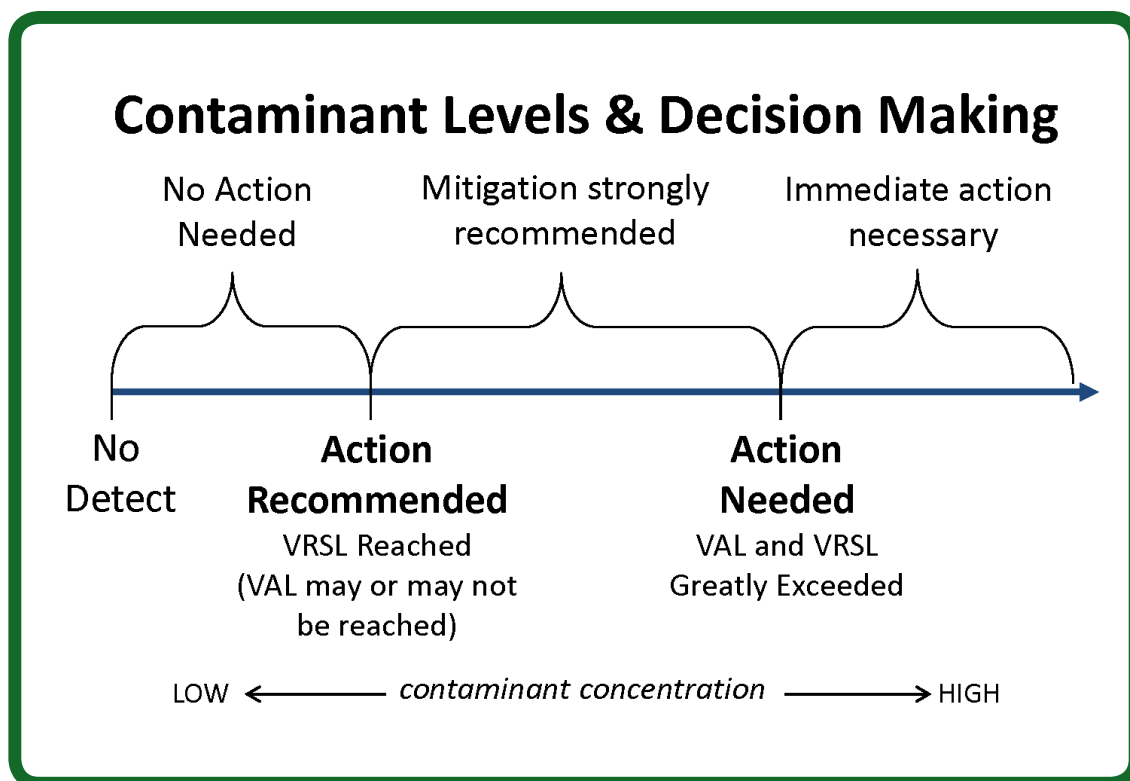 Contaminant Levels & Decision Making
No Action
Needed
Mitigation strongly
recommended
Immediate action
necessary
No
Detect
Action
Recommended
VRSL Reached
(VAL may or may not
be reached)
Action
Needed
VAL and VRSL
Greatly Exceeded
LOW contaminant concentration HIGH